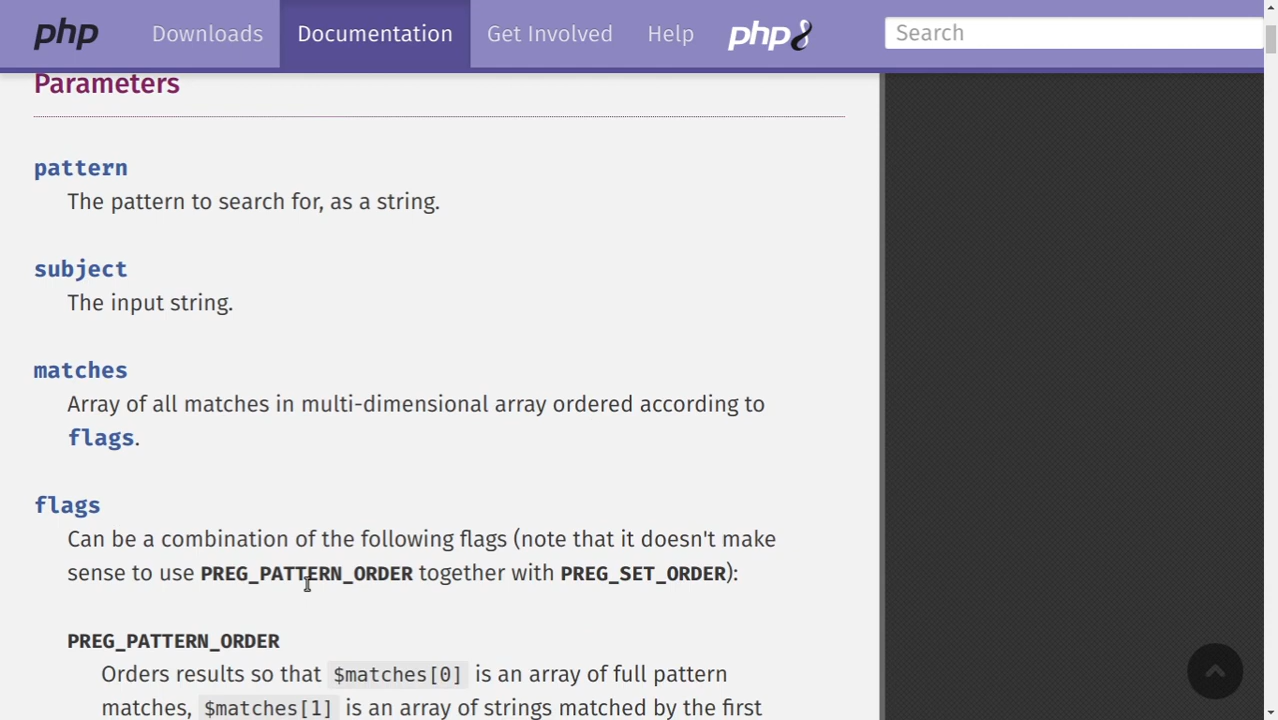 php Downloads Documentation Get Involved Help php8 Search
Parameters
pattern
The pattern to search for, as a string.
subject
The input string.
matches
Array of all matches in multi-dimensional array ordered according to
flags.
flags
Can be a combination of the following flags (note that it doesn't make
sense to use PREG_PATTERN_ORDER together with PREG_SET_ORDER):
PREG_PATTERN_ORDER
Orders results so that $matches[0] is an array of full pattern
matches, $matches[1] is an array of strings matched by the first